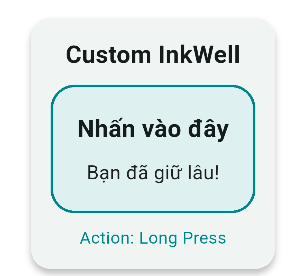 Custom InkWell
Nhấn vào đây
Bạn đã giữ lâu!
Action: Long Press